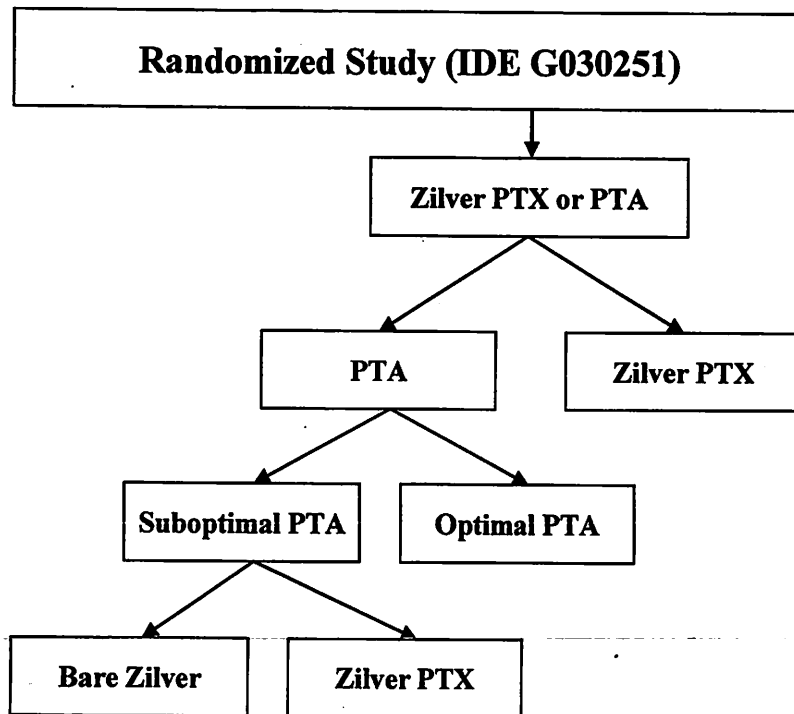 Randomized Study (IDE G030251)
Zilver PTX or PTA
PTA
Zilver PTX
Suboptimal PTA
Optimal PTA
Bare Zilver
Zilver PTX